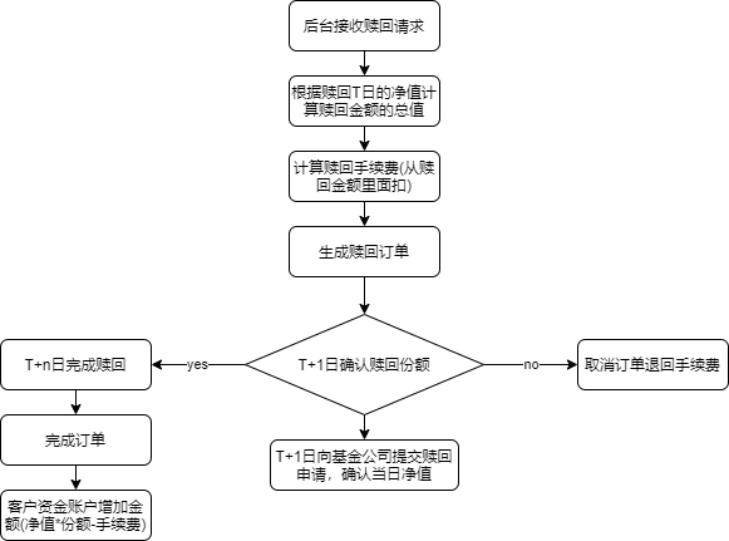 后台接收赎回请求
根据赎回T日的净值计
算赎回金额的总值
计算赎回手续费(从赎
回金额里面扣)
生成赎回订单
T+n日完成赎回
yes
T+1日确认赎回份额
no
取消订单退回手续费
完成订单
T+1日向基金公司提交赎回
申请，确认当日净值
客户资金账户增加金
额(净值*份额-手续费)